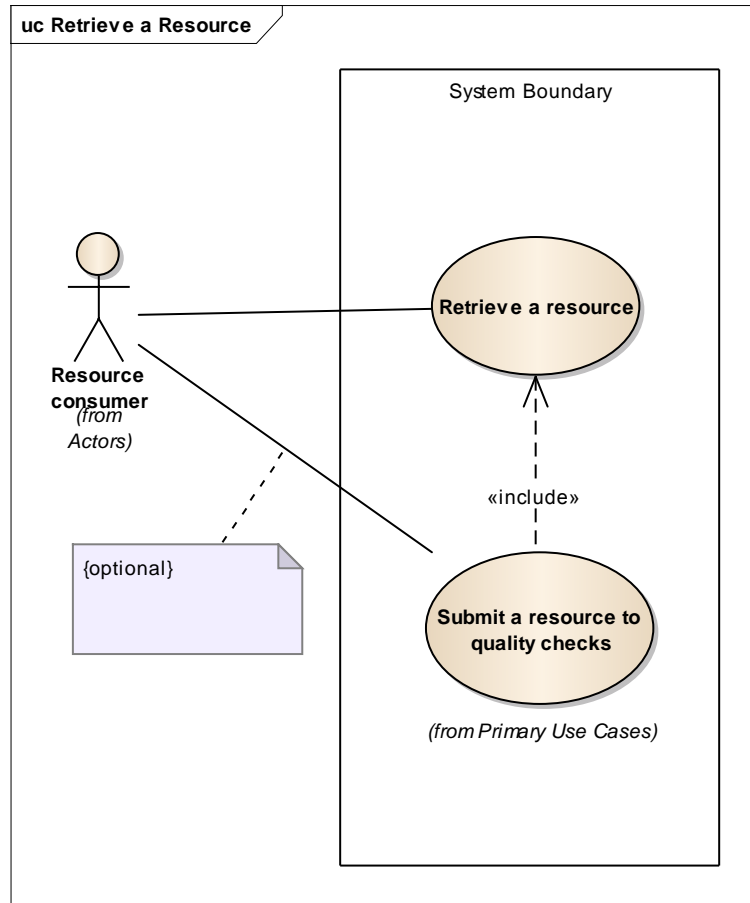 uc Retrieve a Resource
System Boundary
Retrieve a resource
Resource
consumer
(from
Actors)
«include»
{optional}
Submit a resource to
quality checks
(from Primary Use Cases)